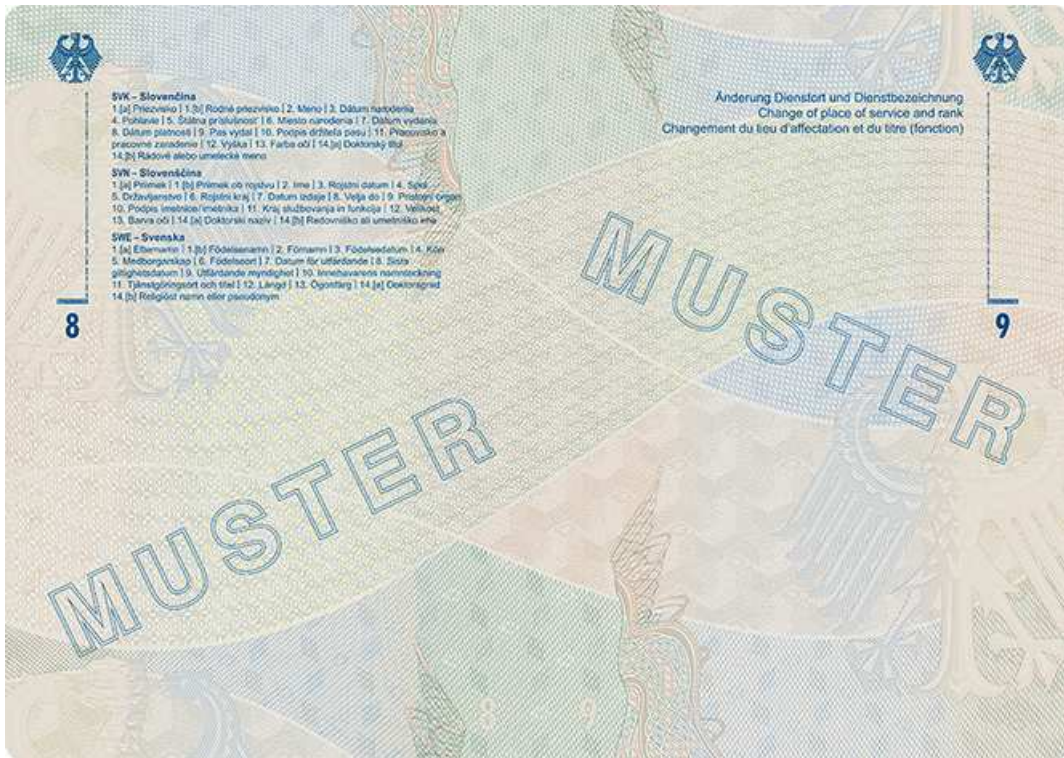 SVK – Slovenčina
1.[a] Priezvisko | 1.[b] Rodné priezvisko | 2. Meno | 3. Dátum narodenia
4. Pohlavie | 5. Štátna príslušnosť | 6. Miesto narodenia | 7. Dátum vydania
8. Dátum platnosti | 9. Pas vydal | 10. Podpis držiteľa pasu | 11. Pracovisko a
pracovné zaradenie | 12. Výška | 13. Farba očí | 14.[a] Doktorský titul
14.[b] Rádové alebo umelecké meno
SVN – Slovenščina
1.[a] Priimek | 1.[b] Priimek ob rojstvu | 2. Ime | 3. Rojstni datum | 4. Spol
5. Državljanstvo | 6. Rojstni kraj | 7. Datum izdaje | 8. Velja do | 9. Pristojni organ
10. Podpis imetnice/imetnika | 11. Kraj službovanja in funkcija | 12. Velikost
13. Barva oči | 14.[a] Doktorski naziv | 14.[b] Redovniško ali umetniško ime
SWE – Svenska
1.[a] Efternamn | 1.[b] Födelsenamn | 2. Förnamn | 3. Födelsedatum | 4. Kön
5. Medborgarskap | 6. Födelseort | 7. Datum för utfärdande | 8. Sista
giltighetsdatum | 9. Utfärdande myndighet | 10. Innehavarens namnteckning
11. Tjänstgöringsort och titel | 12. Längd | 13. Ögonfärg | 14.[a] Doktorsgrad
14.[b] Religiöst namn eller pseudonym
8
MUSTER
Änderung Dienstort und Dienstbezeichnung
Change of place of service and rank
Changement du lieu d'affectation et du titre (fonction)
9
MUSTER
8 9